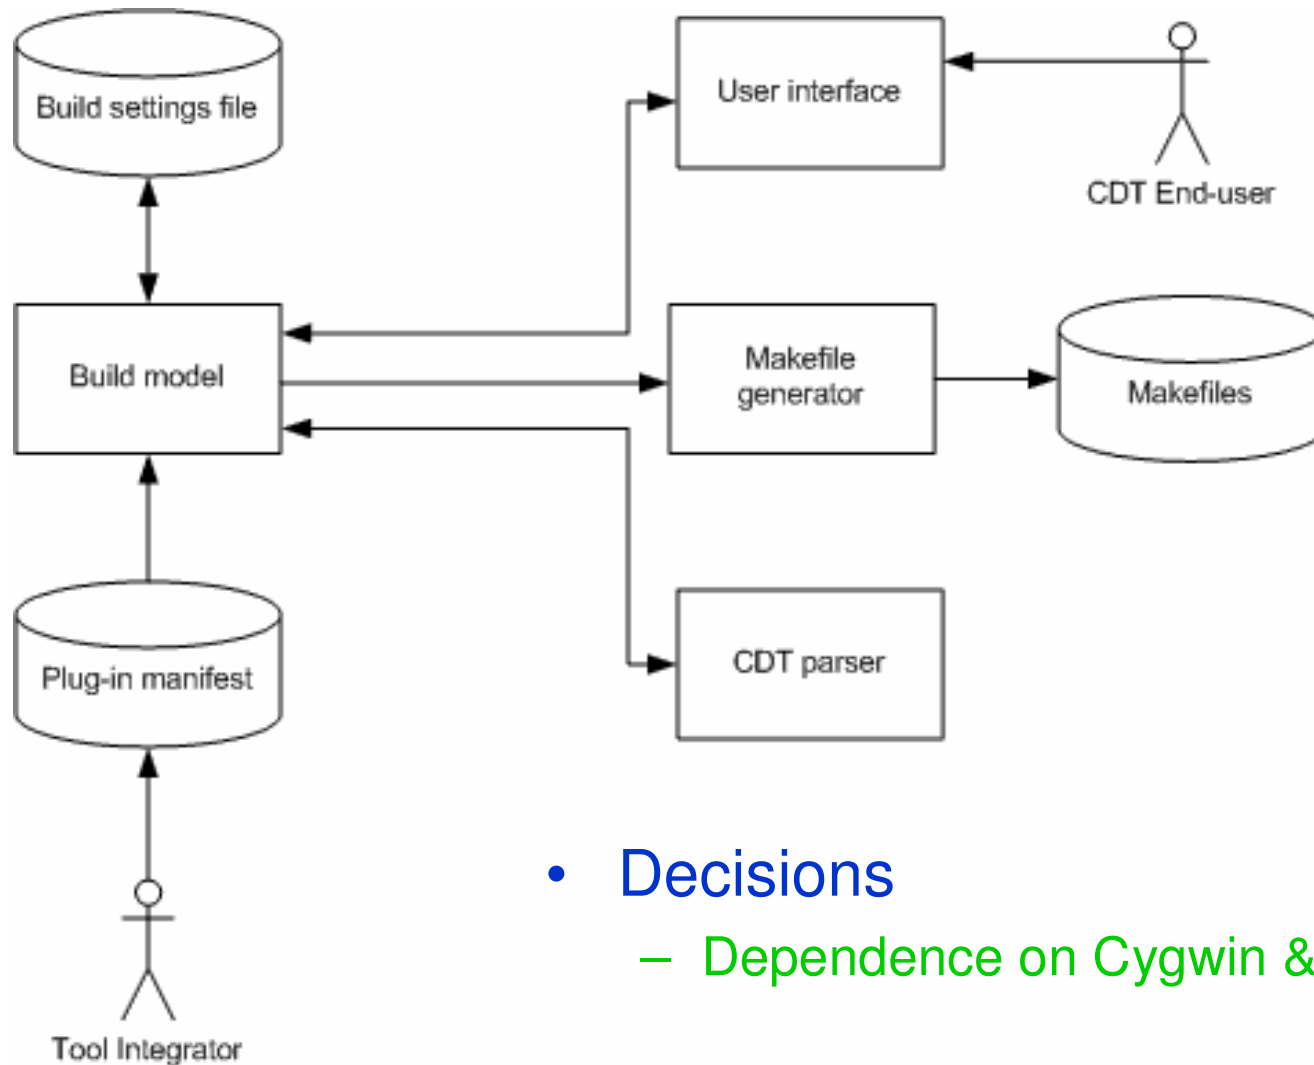 Build settings file
User interface
CDT End-user
Build model
Makefile
generator
Makefiles
Plug-in manifest
CDT parser
• Decisions
– Dependence on Cygwin &
Tool Integrator